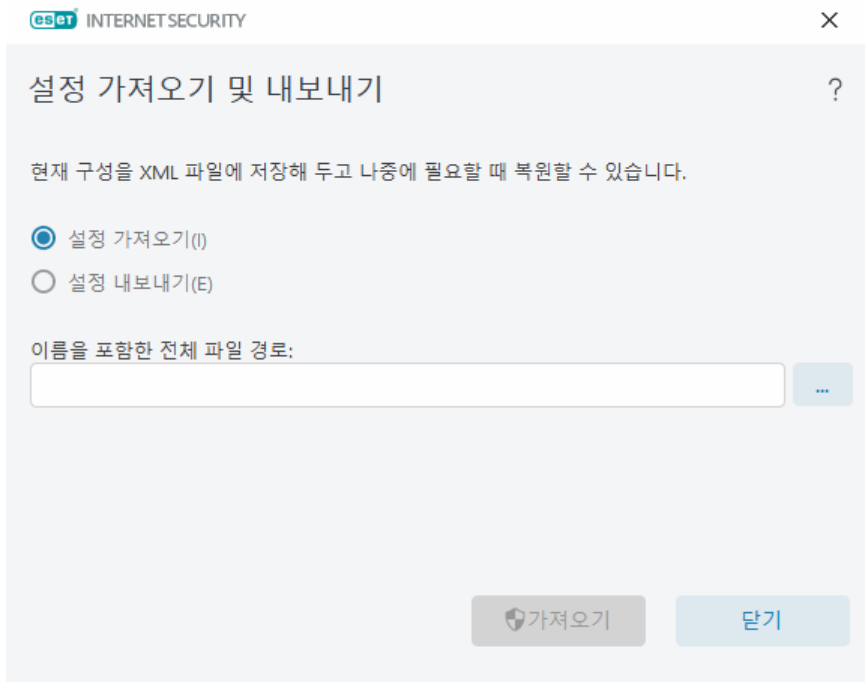 eseT INTERNET SECURITY
설정 가져오기 및 내보내기
?
현재 구성을 XML 파일에 저장해 두고 나중에 필요할 때 복원할 수 있습니다.
설정 가져오기(I)
설정 내보내기(E)
이름을 포함한 전체 파일 경로:
...
가져오기
닫기